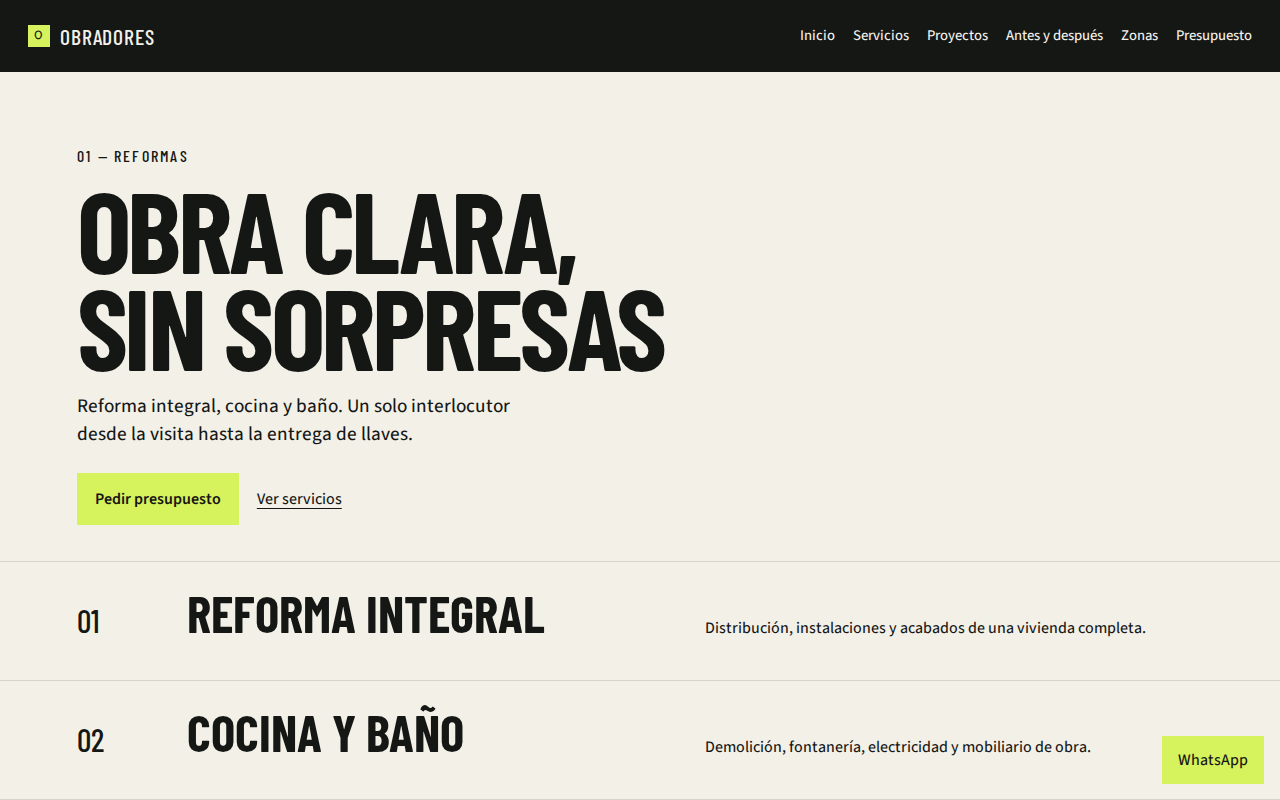 O OBRADORES
Inicio Servicios Proyectos Antes y después Zonas Presupuesto
01 — REFORMAS
OBRA CLARA,
SIN SORPRESAS
Reforma integral, cocina y baño. Un solo interlocutor
desde la visita hasta la entrega de llaves.
Pedir presupuesto Ver servicios
01 REFORMA INTEGRAL Distribución, instalaciones y acabados de una vivienda completa.
02 COCINA Y BAÑO Demolición, fontanería, electricidad y mobiliario de obra.
WhatsApp